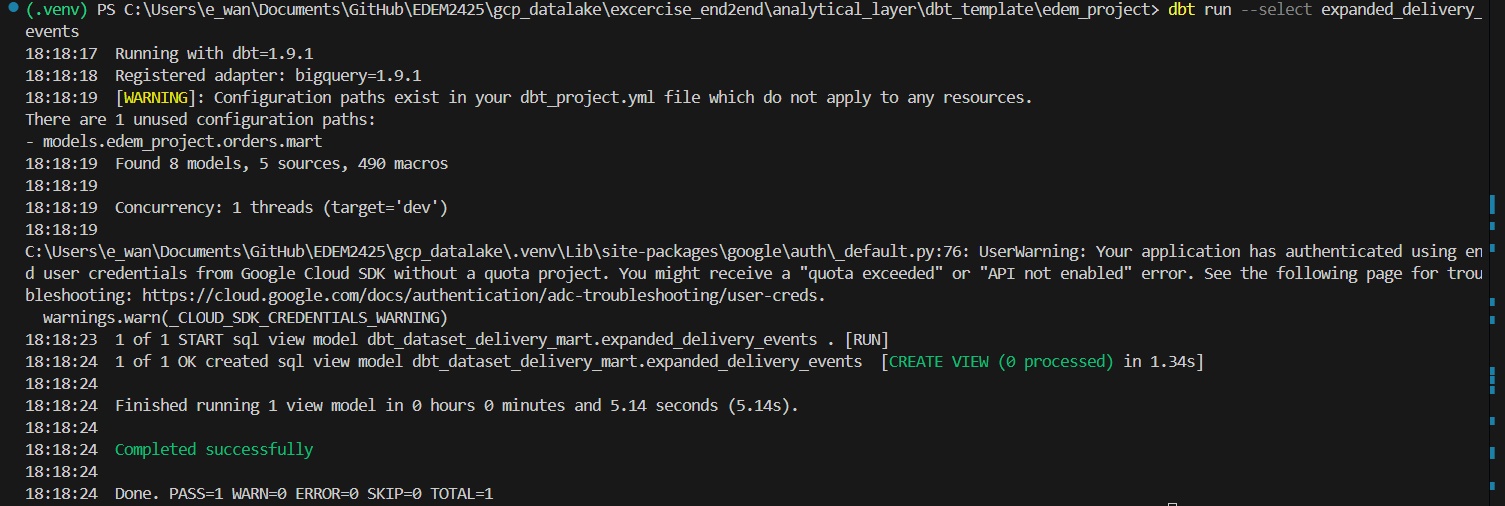 (.venv) PS C:\Users\e_wan\Documents\GitHub\EDEM2425\gcp_datalake\excercise_end2end\analytical_layer\dbt_template\edem_project> dbt run --select expanded_delivery_
events
18:18:17  Running with dbt=1.9.1
18:18:18  Registered adapter: bigquery=1.9.1
18:18:19  [WARNING]: Configuration paths exist in your dbt_project.yml file which do not apply to any resources.
There are 1 unused configuration paths:
- models.edem_project.orders.mart
18:18:19  Found 8 models, 5 sources, 490 macros
18:18:19
18:18:19  Concurrency: 1 threads (target='dev')
18:18:19
C:\Users\e_wan\Documents\GitHub\EDEM2425\gcp_datalake\.venv\Lib\site-packages\google\auth\_default.py:76: UserWarning: Your application has authenticated using en
d user credentials from Google Cloud SDK without a quota project. You might receive a "quota exceeded" or "API not enabled" error. See the following page for trou
bleshooting: https://cloud.google.com/docs/authentication/adc-troubleshooting/user-creds.
  warnings.warn(_CLOUD_SDK_CREDENTIALS_WARNING)
18:18:23  1 of 1 START sql view model dbt_dataset_delivery_mart.expanded_delivery_events . [RUN]
18:18:24  1 of 1 OK created sql view model dbt_dataset_delivery_mart.expanded_delivery_events  [CREATE VIEW (0 processed) in 1.34s]
18:18:24
18:18:24  Finished running 1 view model in 0 hours 0 minutes and 5.14 seconds (5.14s).
18:18:24
18:18:24  Completed successfully
18:18:24
18:18:24  Done. PASS=1 WARN=0 ERROR=0 SKIP=0 TOTAL=1